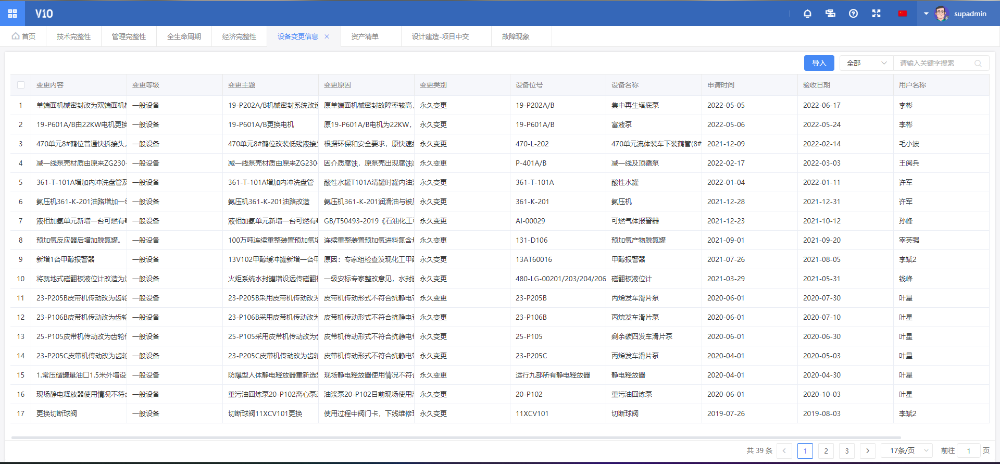 V10 supadmin
首页 技术完整性 管理完整性 全生命周期 经济完整性 设备变更信息 资产清单 设计建造-项目中交 故障现象
导入 全部 请输入关键字搜索
变更内容 变更等级 变更主题 变更原因 变更类别 设备位号 设备名称 申请时间 验收日期 用户名称
1 单端面机械密封改为双端面机 一般设备 19-P202A/B机械密封系统改造 原单端面机械密封故障率较高, 永久变更 19-P202A/B 集中再生塔底泵 2022-05-05 2022-06-17 李彬
2 19-P601A/B由22KW电机更换 一般设备 19-P601A/B更换电机 原19-P601A/B电机为22KW, 永久变更 19-P601A/B 富液泵 2022-05-06 2022-05-24 李彬
3 470单元8#鹤位普通快拆接头, 一般设备 470单元8#鹤位改装低残液接头 根据环保和安全要求，原快速接 永久变更 470-L-202 470单元流体装车下装鹤管(8# 2021-12-09 2022-02-14 毛小波
4 减一线泵壳材质由原来ZG230- 一般设备 减一线泵壳材质由原来ZG230- 因介质腐蚀，原泵壳出现腐蚀减 永久变更 P-401A/B 减一线及顶循泵 2022-02-17 2022-03-03 王阅兵
5 361-T-101A增加内冲洗盘管及 一般设备 361-T-101A增加内冲洗盘管 酸性水罐T101A清罐时罐内油泥 永久变更 361-T-101A 酸性水罐 2022-01-04 2022-01-11 许军
6 氨压机361-K-201油路增加一 一般设备 氨压机361-K-201油路改造 氨压机361-K-201润滑油与被压 永久变更 361-K-201 氨压机 2021-12-28 2021-12-31 许军
7 液相加氢单元新增一台可燃有毒 一般设备 液相加氢单元新增一台可燃有毒 GB/T50493-2019《石油化工可 永久变更 AI-00029 可燃气体报警器 2021-12-23 2021-10-12 孙峰
8 预加氢反应器后增加脱氯罐。 一般设备 100万吨连续重整装置预加氢增 连续重整装置预加氢进料氯含量 永久变更 131-D106 预加氢产物脱氯罐 2021-09-01 2021-09-20 宰英强
9 新增1台甲醇报警器 一般设备 13V102甲醇缓冲罐新增一台甲 原因：专家组检查发现化工甲醇 永久变更 13AT60016 甲醇报警器 2021-07-26 2021-08-05 李斌2
10 将就地式磁翻板液位计改造为远 一般设备 火炬系统水封罐增设远传磁翻板 一级安标专家整改意见，水封罐 永久变更 480-LG-00201/203/204/206 磁翻板液位计 2021-03-29 2021-05-31 钱峰
11 23-P205B皮带机传动改为齿轮 一般设备 23-P205B采用皮带机传动改为 皮带机传动形式不符合抗静电带 永久变更 23-P205B 丙烯发车滑片泵 2020-06-01 2020-07-30 叶星
12 23-P106B皮带机传动改为齿轮 一般设备 23-P106B采用皮带机传动改为 皮带机传动形式不符合抗静电带 永久变更 23-P106B 丙烷发车滑片泵 2020-06-01 2020-07-10 叶星
13 25-P105皮带机传动改为齿轮传 一般设备 25-P105采用皮带机传动改为齿 皮带机传动形式不符合抗静电带 永久变更 25-P105 剩余碳四发车滑片泵 2020-06-01 2020-06-30 叶星
14 23-P205C皮带机传动改为齿轮 一般设备 23-P205C皮带机传动改为齿轮 皮带机传动形式不符合抗静电带 永久变更 23-P205C 丙烯发车滑片泵 2020-04-01 2020-05-03 叶星
15 1.常压储罐量油口1.5米外增设 一般设备 防爆型人体静电释放器重新选型 现场静电释放器使用情况不符合 永久变更 运行九部所有静电释放器 静电释放器 2020-04-01 2020-04-30 叶星
16 现场静电释放器使用情况不符合 一般设备 重污油回炼泵20-P102离心泵改 油浆泵20-P102目前现场使用离 永久变更 20-P102 重污油回炼泵 2020-06-01 2020-10-03 叶星
17 更换切断球阀 一般设备 切断球阀11XCV101更换 使用过程中阀门卡，下线维修 永久变更 11XCV101 切断球阀 2019-07-26 2019-08-03 李斌2
共 39 条 1 2 3 17条/页 前往 1 页